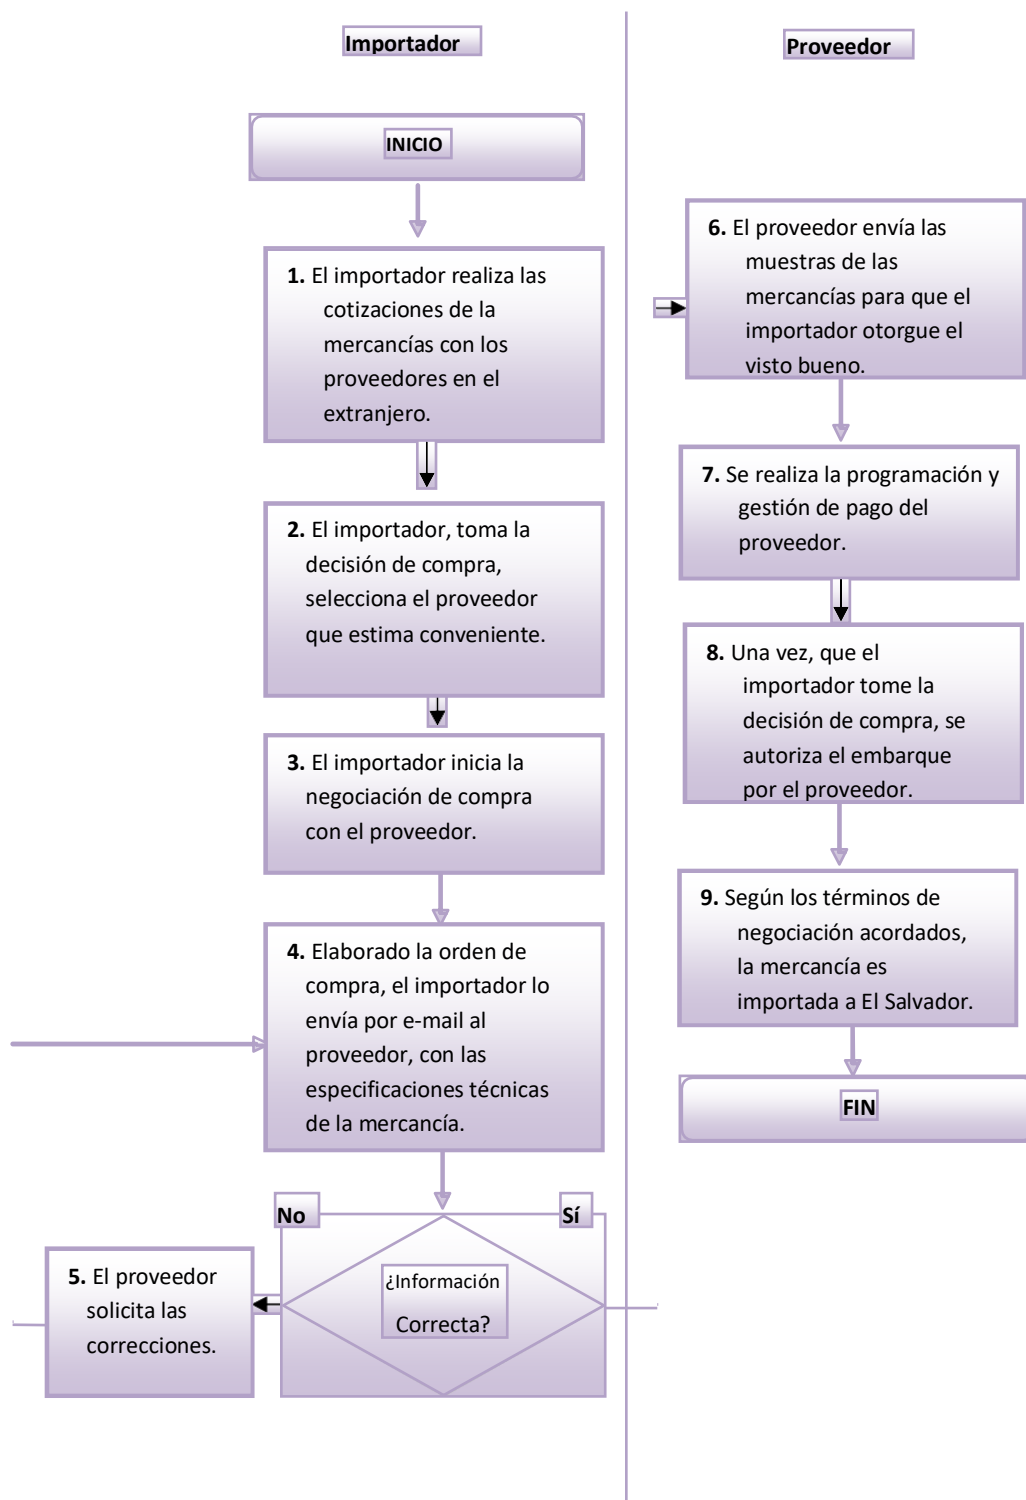 Importador
INICIO
1. El importador realiza las
cotizaciones de la
mercancías con los
proveedores en el
extranjero.
2. El importador, toma la
decisión de compra,
selecciona el proveedor
que estima conveniente.
3. El importador inicia la
negociación de compra
con el proveedor.
4. Elaborado la orden de
compra, el importador lo
envía por e-mail al
proveedor, con las
especificaciones técnicas
de la mercancía.
No
Sí
¿Información
Correcta?
5. El proveedor
solicita las
correcciones.
Proveedor
6. El proveedor envía las
muestras de las
mercancías para que el
importador otorgue el
visto bueno.
7. Se realiza la programación y
gestión de pago del
proveedor.
8. Una vez, que el
importador tome la
decisión de compra, se
autoriza el embarque
por el proveedor.
9. Según los términos de
negociación acordados,
la mercancía es
importada a El Salvador.
FIN